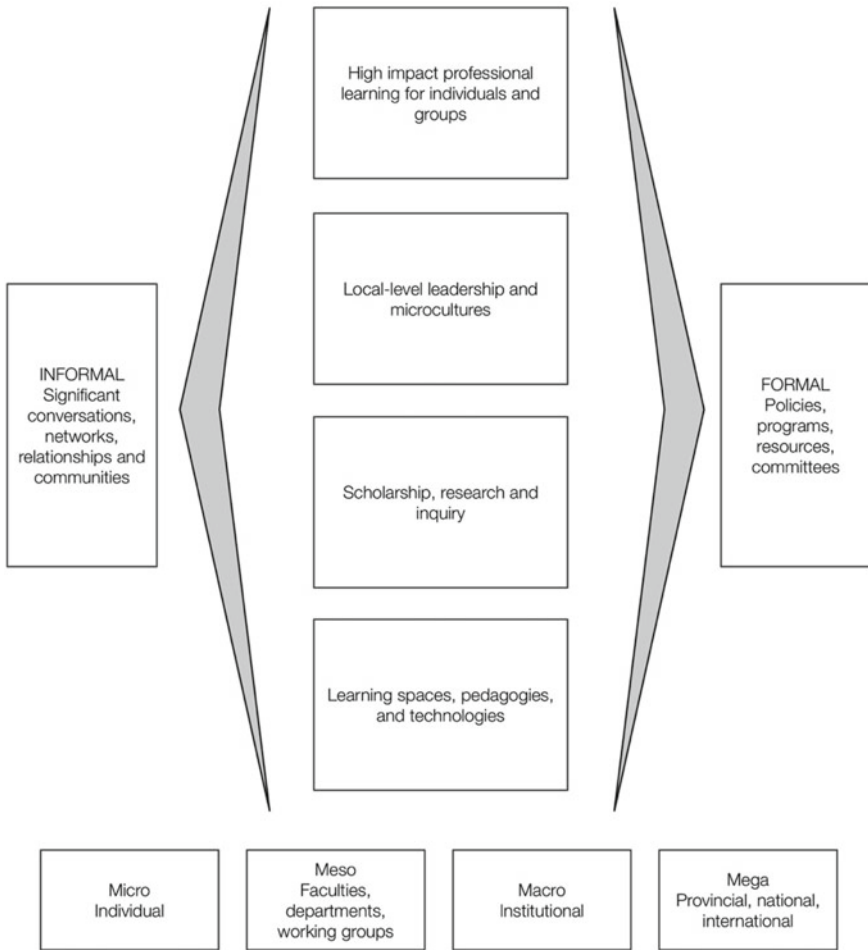 High impact professional
learning for individuals and
groups
Local-level leadership and
microcultures
INFORMAL
Significant
conversations,
networks,
relationships and
communities
FORMAL
Policies,
programs,
resources,
committees
Scholarship, research and
inquiry
Learning spaces, pedagogies,
and technologies
Micro
Individual
Meso
Faculties,
departments,
working groups
Macro
Institutional
Mega
Provincial, national,
international